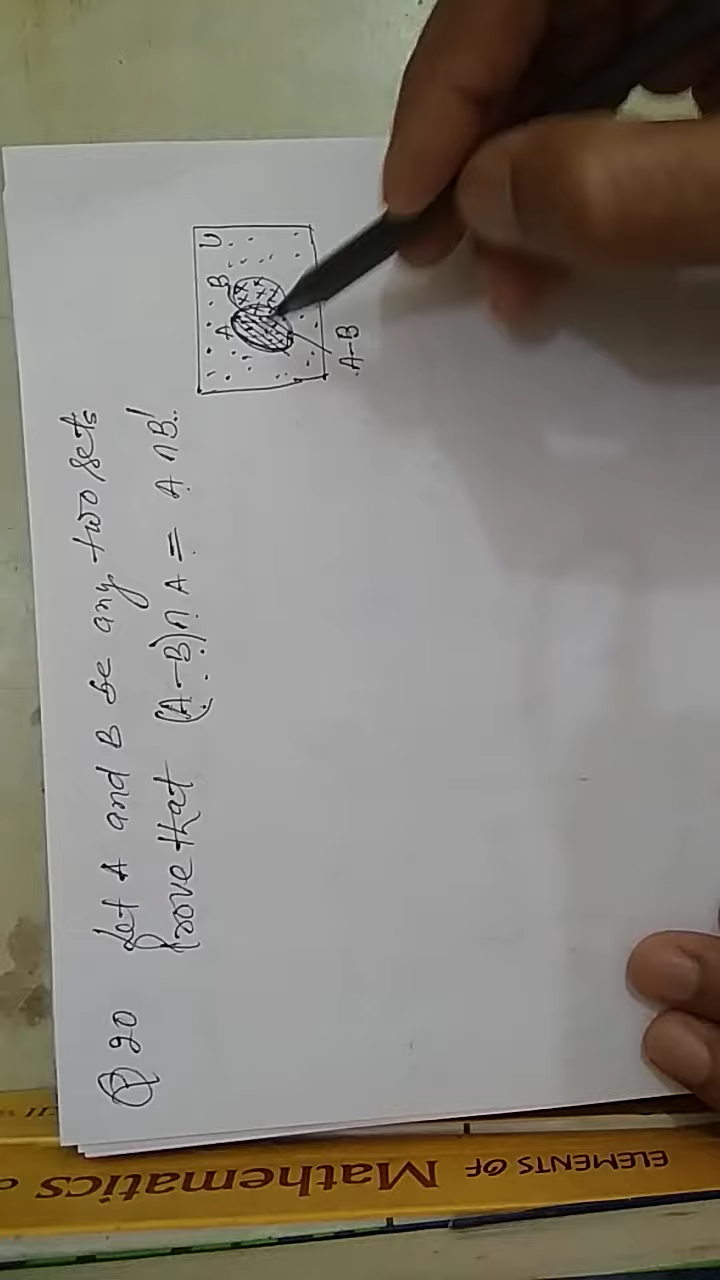 Q 20 Let A and B be any two sets
Prove that (A-B)∩A = A∩B'.
U
A B
A-B
ELEMENTS OF Mathematics